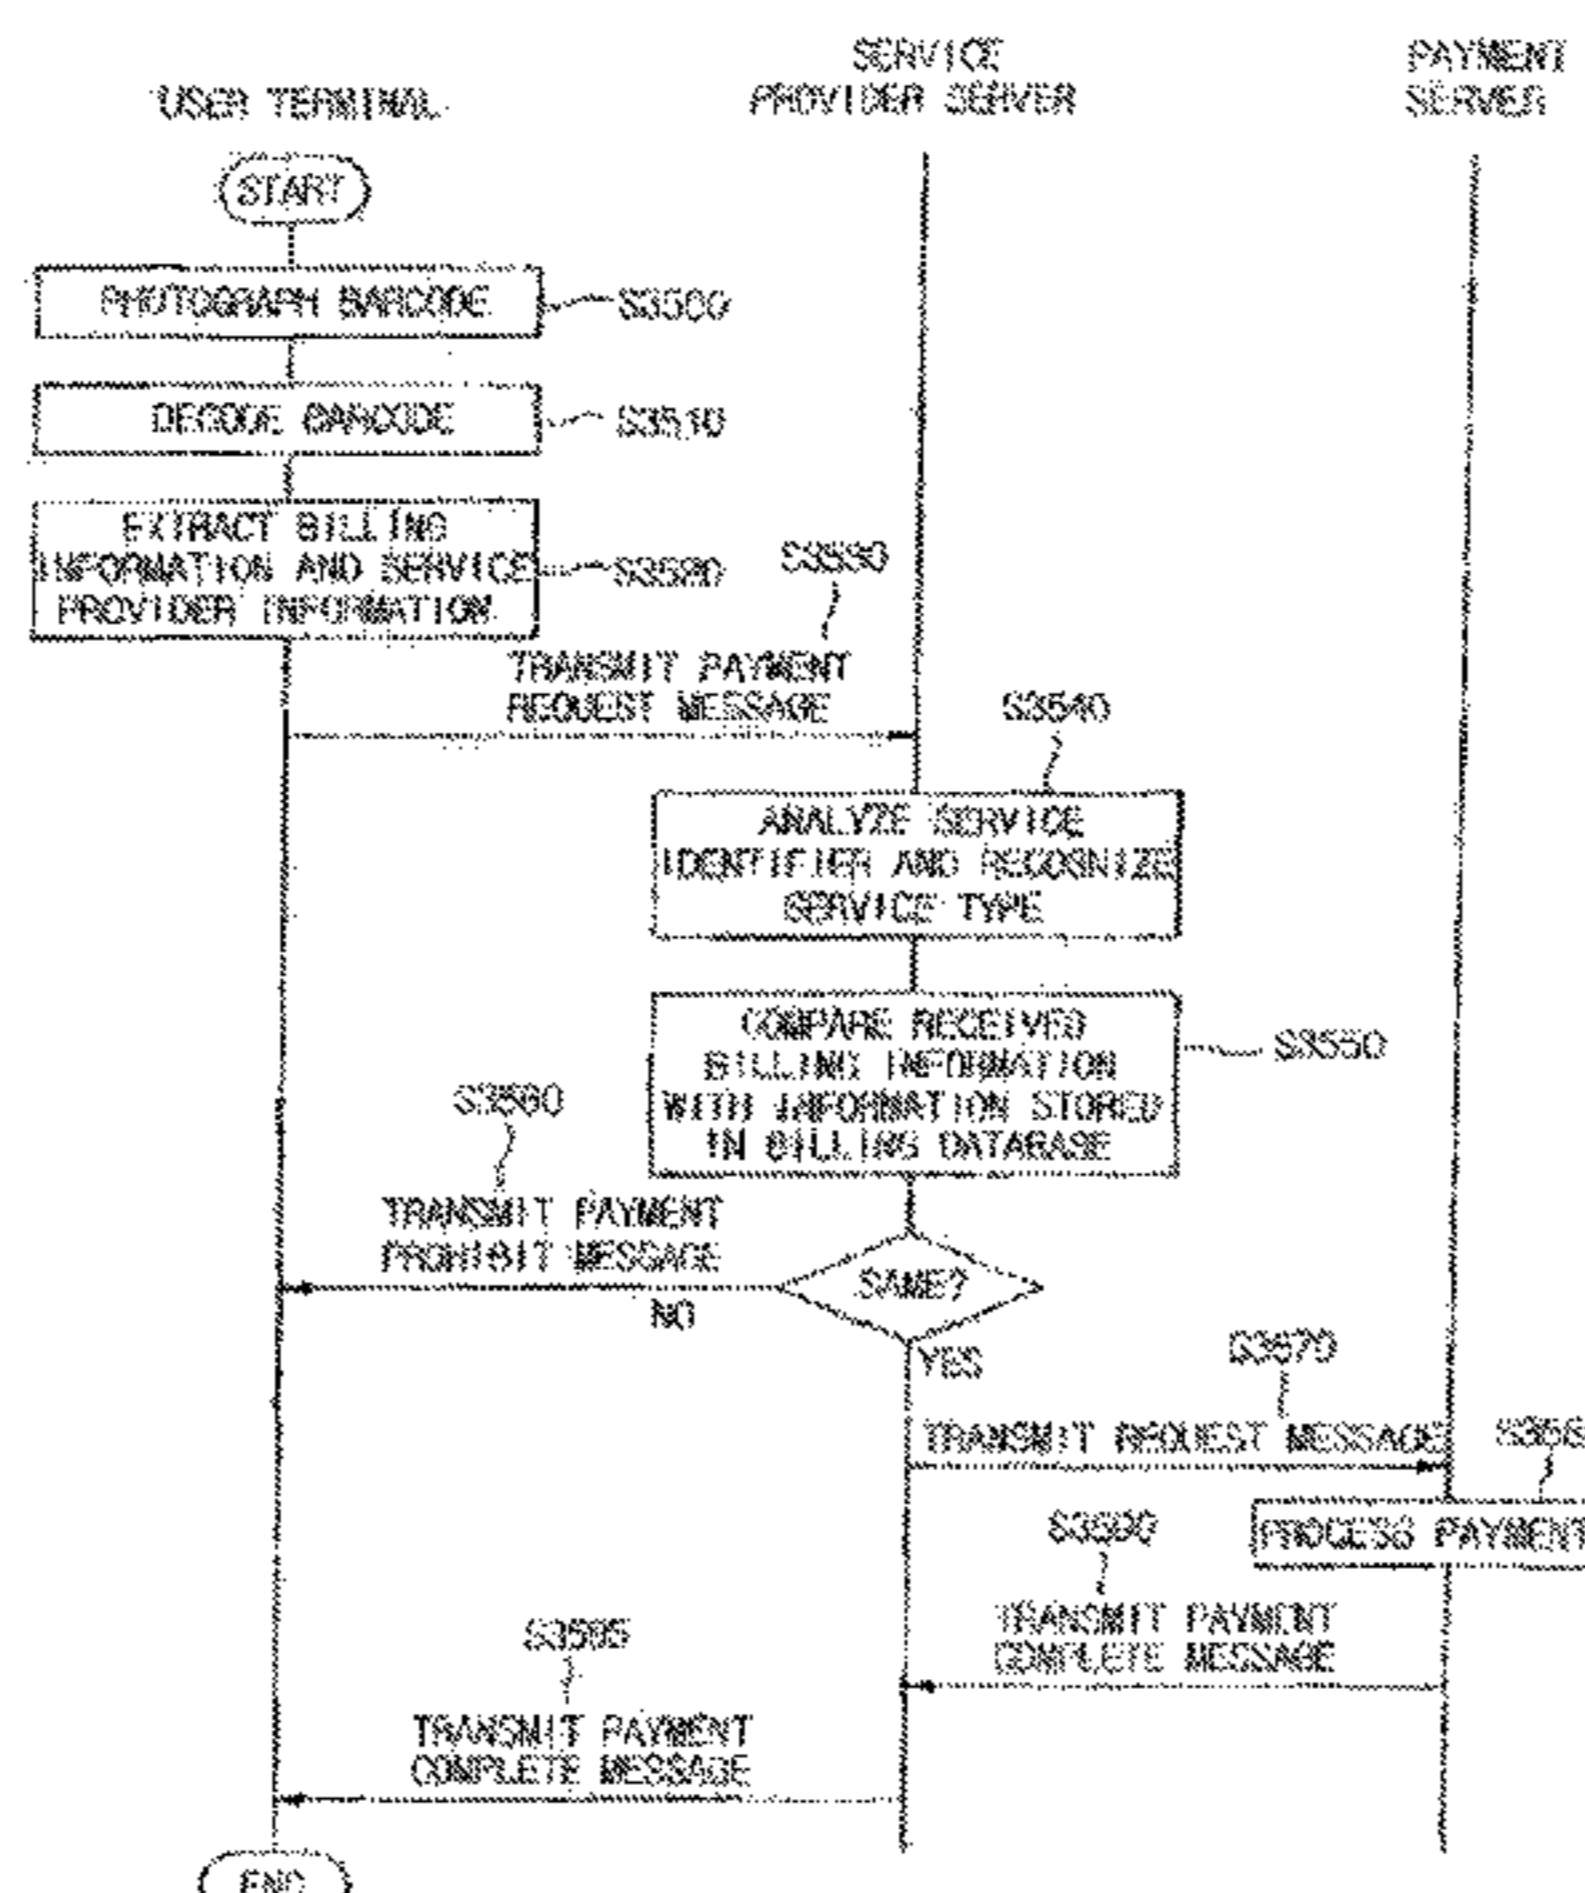 USER TERMINAL
SERVICE
PROVIDER SERVER
PAYMENT
SERVER
START
PHOTOGRAPH BARCODE
S3500
DECODE BARCODE
S3510
EXTRACT BILLING
INFORMATION AND SERVICE
PROVIDER INFORMATION
S3520
S3530
TRANSMIT PAYMENT
REQUEST MESSAGE
S3540
ANALYZE SERVICE
IDENTIFIER AND RECOGNIZE
SERVICE TYPE
COMPARE RECEIVED
BILLING INFORMATION
WITH INFORMATION STORED
IN BILLING DATABASE
S3550
S3560
TRANSMIT PAYMENT
PROHIBIT MESSAGE
SAME?
NO
YES
S3570
TRANSMIT REQUEST MESSAGE
PROCESS PAYMENT
TRANSMIT PAYMENT
COMPLETE MESSAGE
S3595
TRANSMIT PAYMENT
COMPLETE MESSAGE
END